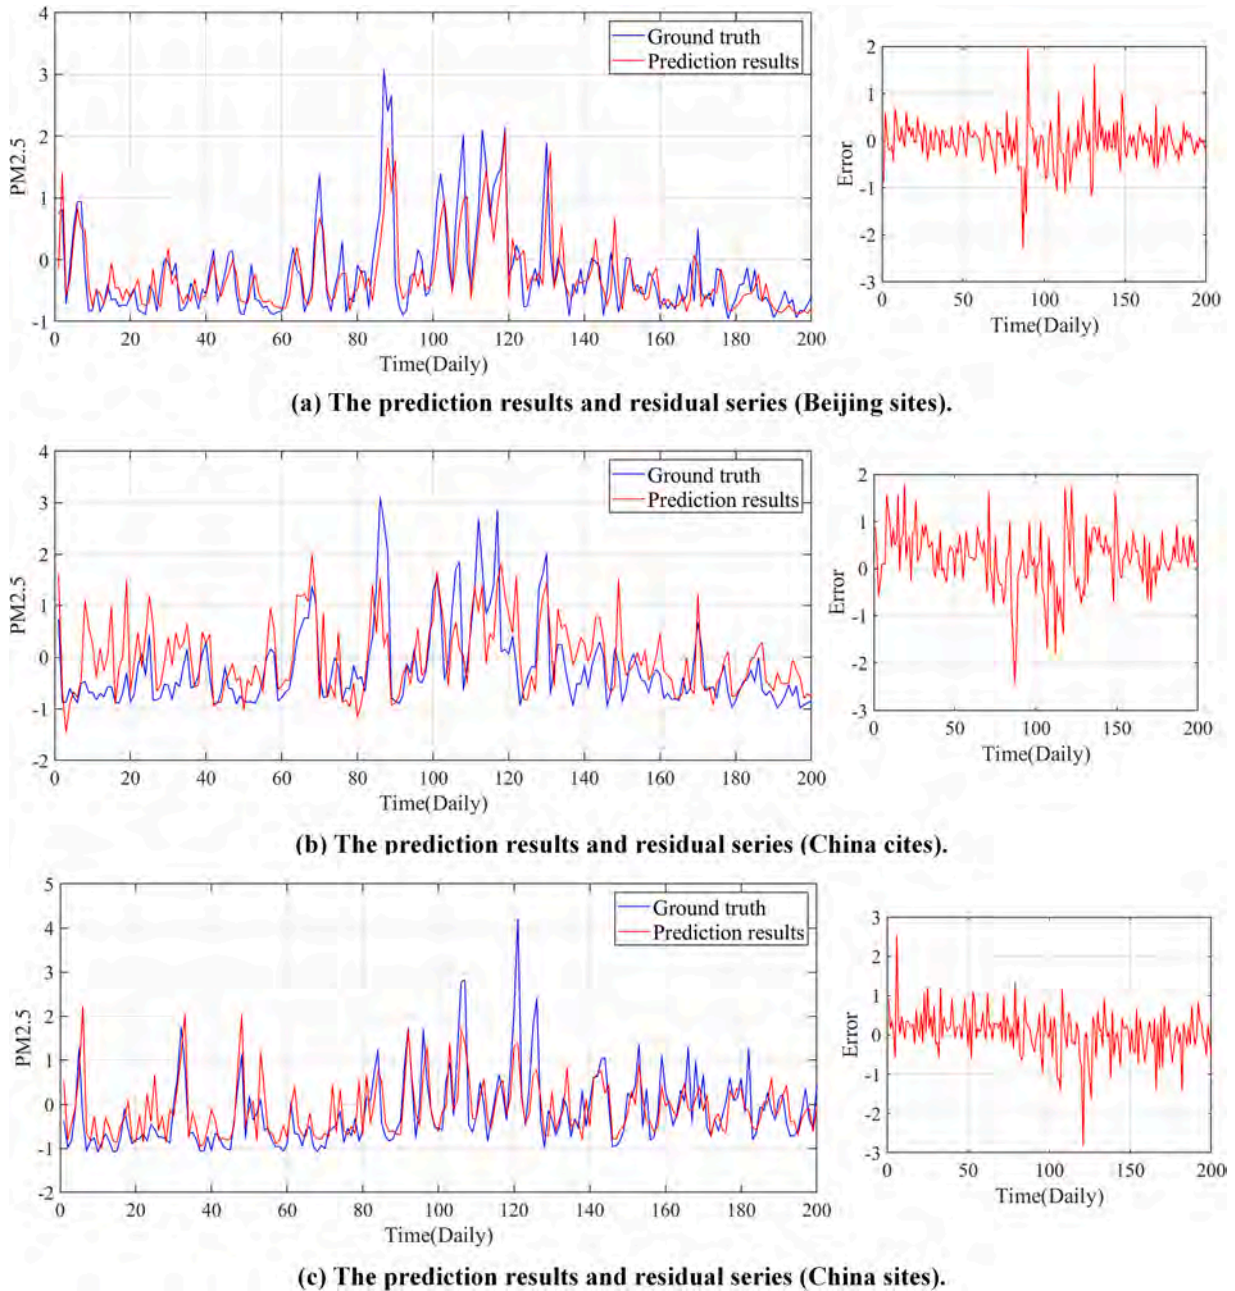 Ground truth
Prediction results
4
3
2
1
0
-1
PM2.5
0 20 40 60 80 100 120 140 160 180 200
Time(Daily)
2
1
0
-1
-2
-3
Error
0 50 100 150 200
Time(Daily)
(a) The prediction results and residual series (Beijing sites).
Ground truth
Prediction results
4
3
2
1
0
-1
-2
PM2.5
0 20 40 60 80 100 120 140 160 180 200
Time(Daily)
2
1
0
-1
-2
-3
Error
0 50 100 150 200
Time(Daily)
(b) The prediction results and residual series (China cites).
Ground truth
Prediction results
5
4
3
2
1
0
-1
-2
PM2.5
0 20 40 60 80 100 120 140 160 180 200
Time(Daily)
3
2
1
0
-1
-2
-3
Error
0 50 100 150 200
Time(Daily)
(c) The prediction results and residual series (China sites).